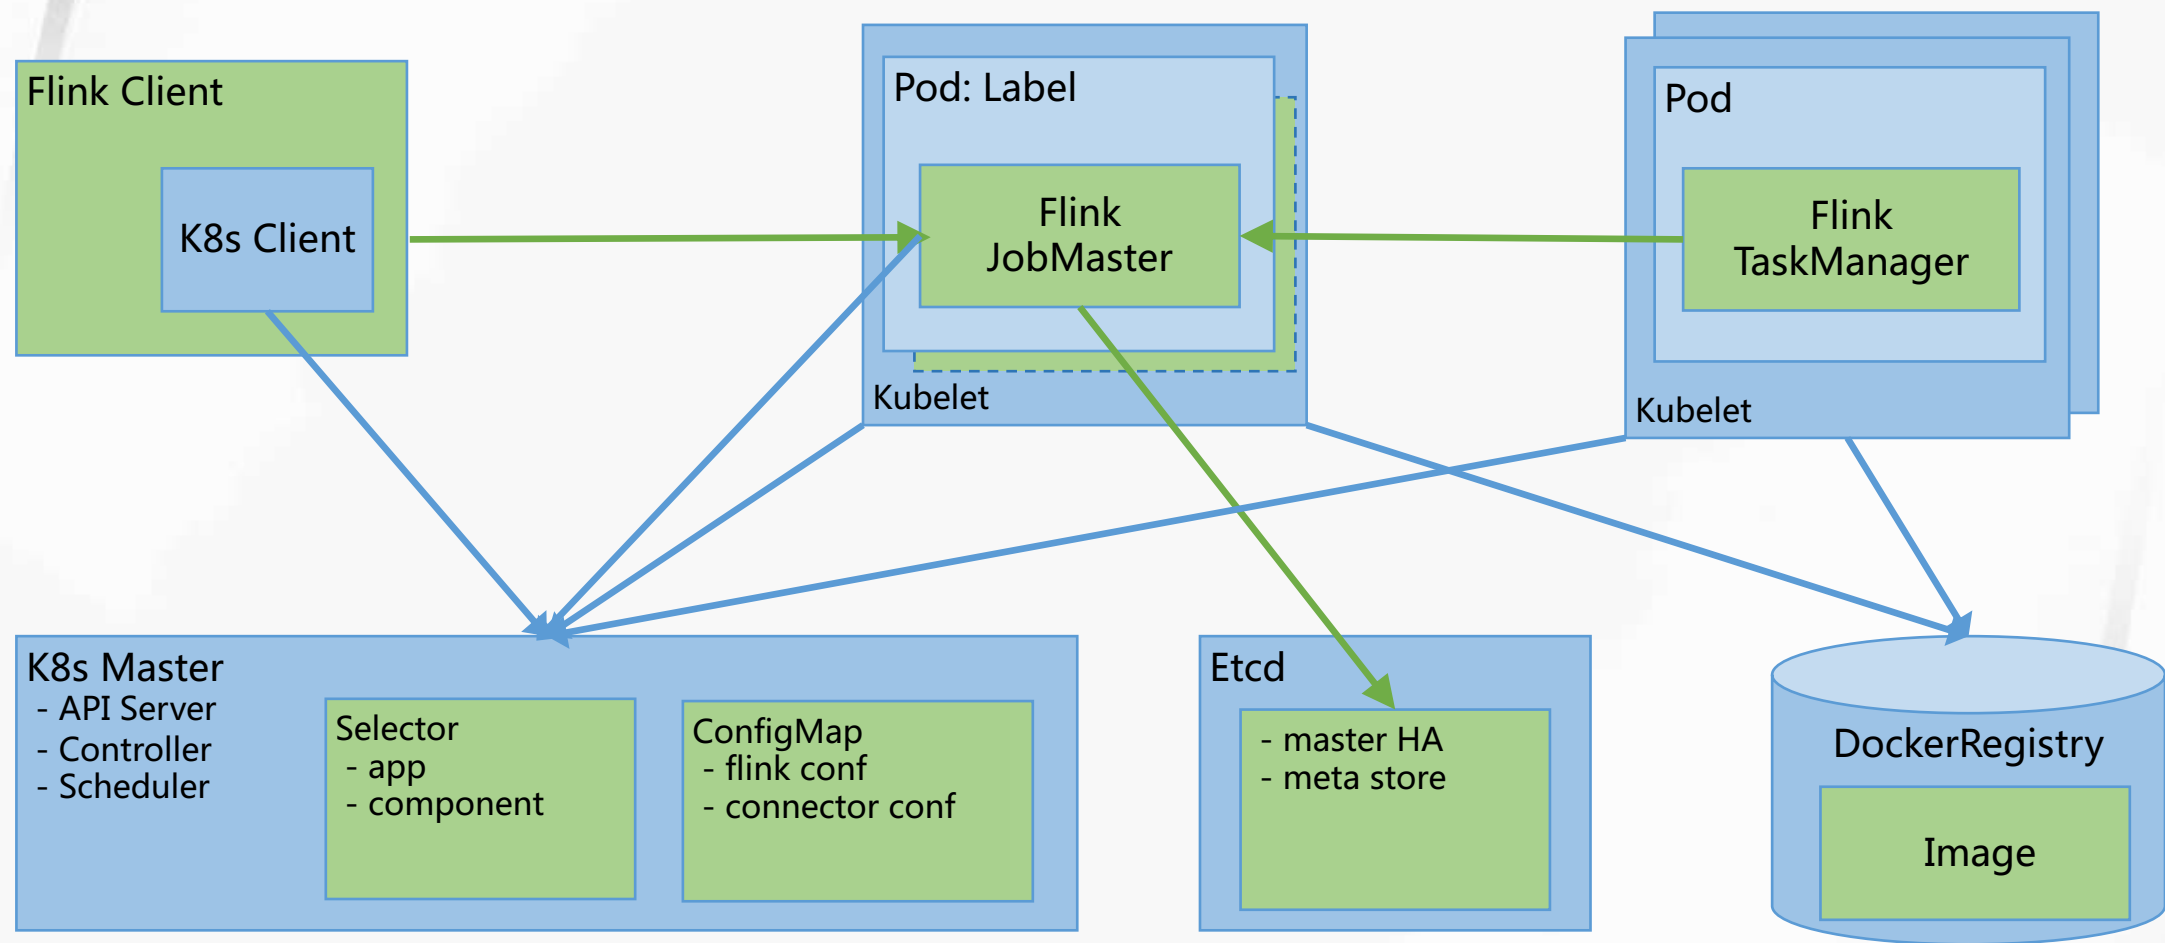 Flink Client
K8s Client
Pod: Label
Flink
JobMaster
Kubelet
Pod
Flink
TaskManager
Kubelet
K8s Master
- API Server
- Controller
- Scheduler
Selector
- app
- component
ConfigMap
- flink conf
- connector conf
Etcd
- master HA
- meta store
DockerRegistry
Image